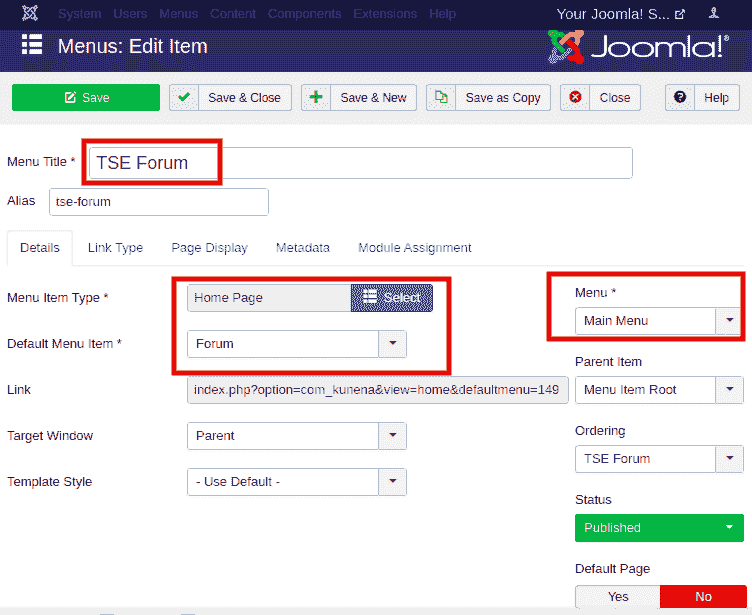 System Users Menus Content Components Extensions Help Your Joomla! S...
Menus: Edit Item Joomla!®
Save Save & Close Save & New Save as Copy Close Help
Menu Title * TSE Forum
Alias tse-forum
Details Link Type Page Display Metadata Module Assignment
Menu Item Type * Home Page Select
Default Menu Item * Forum
Link index.php?option=com_kunena&view=home&defaultmenu=149
Target Window Parent
Template Style - Use Default -
Menu *
Main Menu
Parent Item
Menu Item Root
Ordering
TSE Forum
Status
Published
Default Page
Yes No